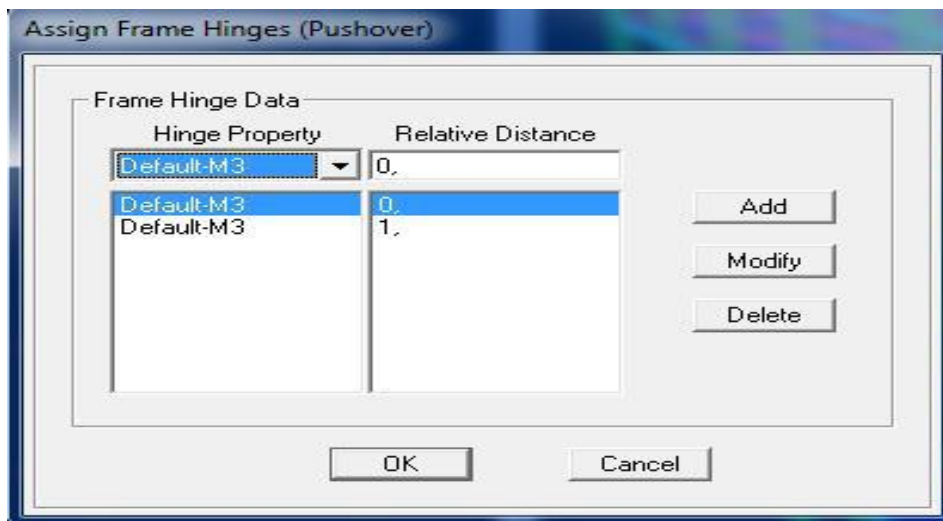 Assign Frame Hinges (Pushover)
Frame Hinge Data
Hinge Property Relative Distance
Default-M3 0,
Default-M3 0,
Default-M3 1,
Add
Modify
Delete
OK Cancel